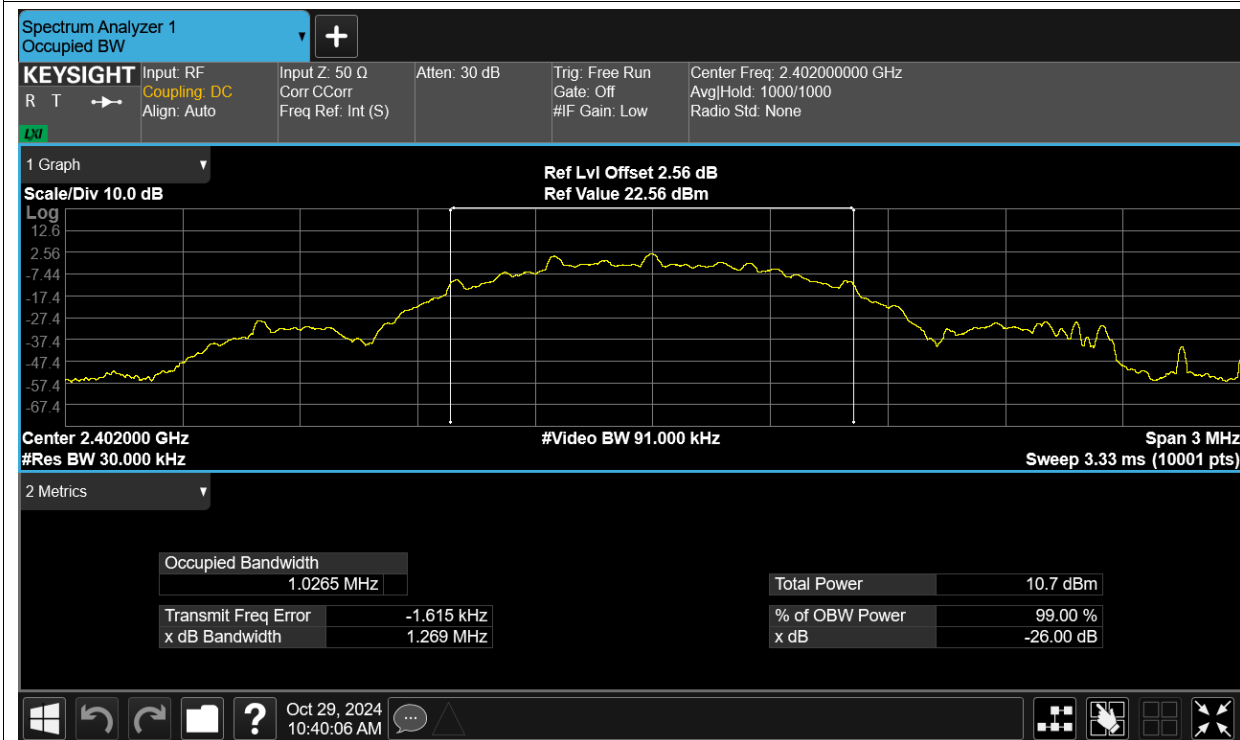 Spectrum Analyzer 1
Occupied BW
KEYSIGHT
R T
LXI
Input: RF
Coupling: DC
Align: Auto
Input Z: 50 Ω
Corr CCorr
Freq Ref: Int (S)
Atten: 30 dB
Trig: Free Run
Gate: Off
#IF Gain: Low
Center Freq: 2.402000000 GHz
Avg|Hold: 1000/1000
Radio Std: None
1 Graph
Scale/Div 10.0 dB
Ref Lvl Offset 2.56 dB
Ref Value 22.56 dBm
Log
12.6
2.56
-7.44
-17.4
-27.4
-37.4
-47.4
-57.4
-67.4
Center 2.402000 GHz
#Res BW 30.000 kHz
#Video BW 91.000 kHz
Span 3 MHz
Sweep 3.33 ms (10001 pts)
2 Metrics
Occupied Bandwidth
1.0265 MHz
Transmit Freq Error -1.615 kHz
x dB Bandwidth 1.269 MHz
Total Power 10.7 dBm
% of OBW Power 99.00 %
x dB -26.00 dB
?
Oct 29, 2024
10:40:06 AM